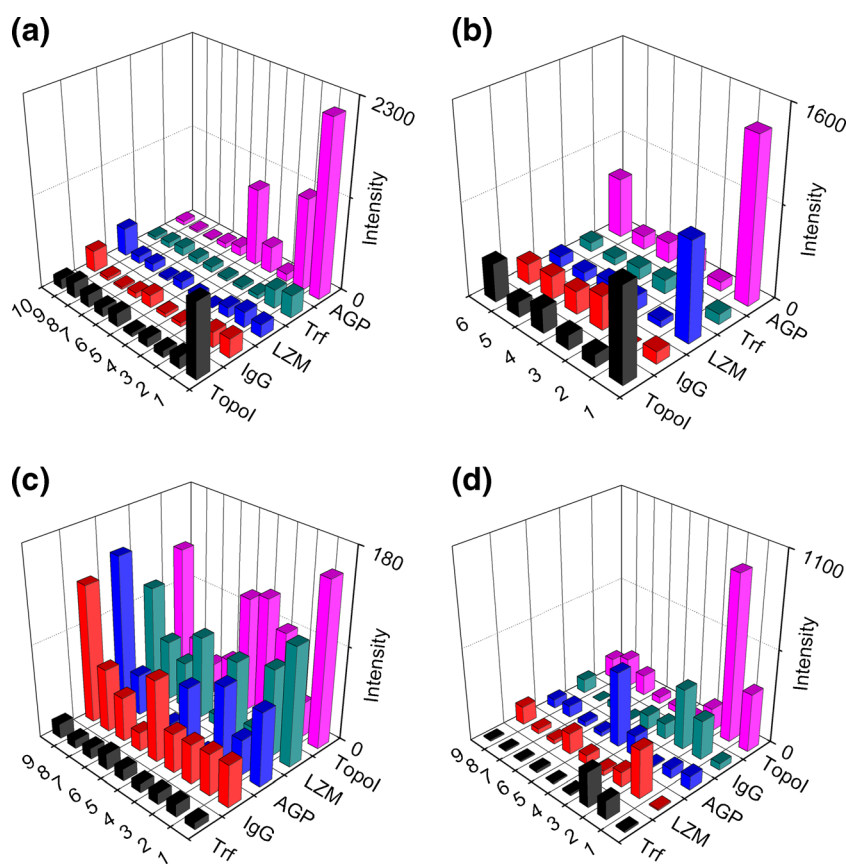 (a)
2300
Intensity
0
10 9 8 7 6 5 4 3 2 1
TopoI
IgG
LZM
Trf
AGP
(b)
1600
Intensity
0
6 5 4 3 2 1
TopoI
IgG
LZM
Trf
AGP
(c)
180
Intensity
0
9 8 7 6 5 4 3 2 1
Trf
IgG
AGP
LZM
TopoI
(d)
1100
Intensity
0
9 8 7 6 5 4 3 2 1
Trf
LZM
AGP
IgG
TopoI